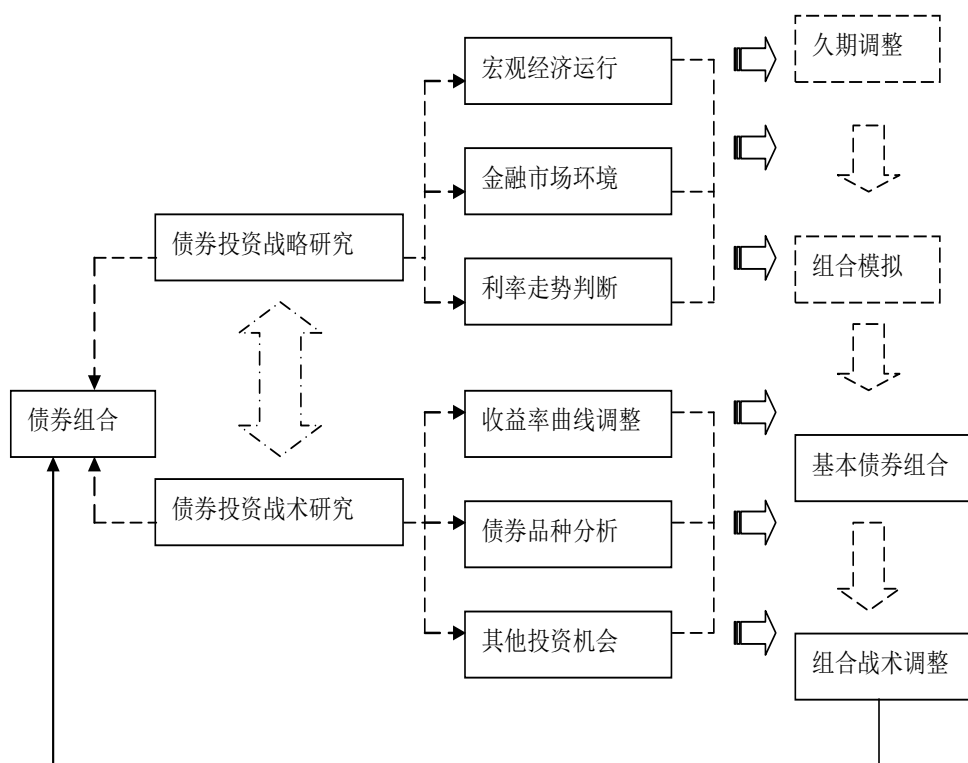 久期调整
宏观经济运行
金融市场环境
债券投资战略研究
组合模拟
利率走势判断
债券组合
收益率曲线调整
基本债券组合
债券投资战术研究
债券品种分析
其他投资机会
组合战术调整